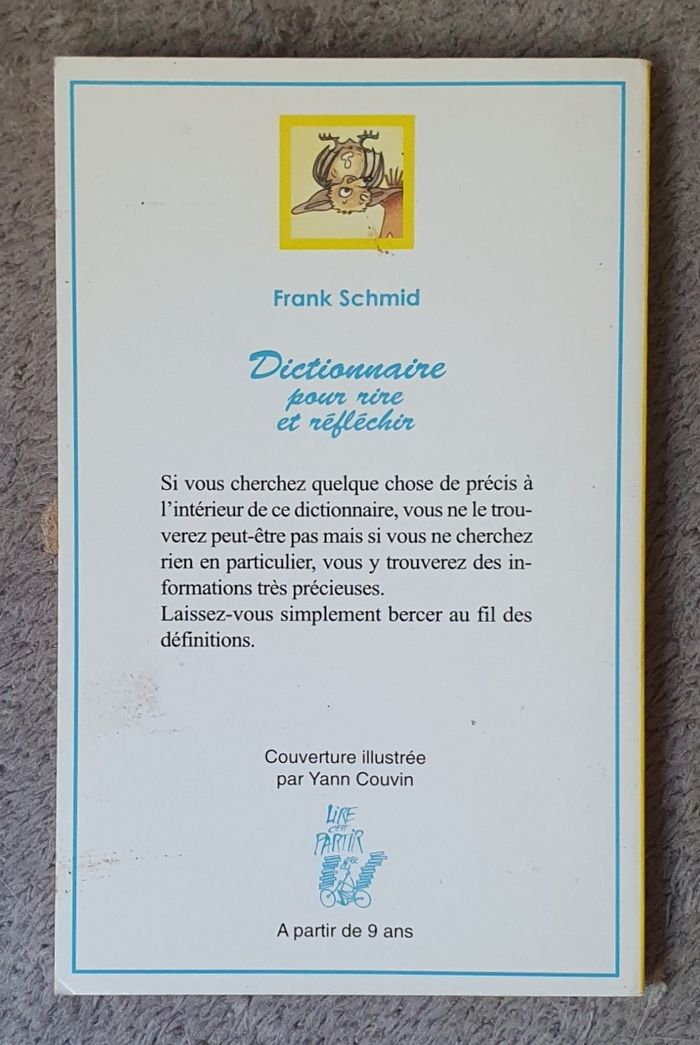 Frank Schmid
Dictionnaire
pour rire
et réfléchir
Si vous cherchez quelque chose de précis à
l’intérieur de ce dictionnaire, vous ne le trou-
verez peut-être pas mais si vous ne cherchez
rien en particulier, vous y trouverez des in-
formations très précieuses.
Laissez-vous simplement bercer au fil des
définitions.
Couverture illustrée
par Yann Couvin
LIRE
C'EST
PARTIR
A partir de 9 ans